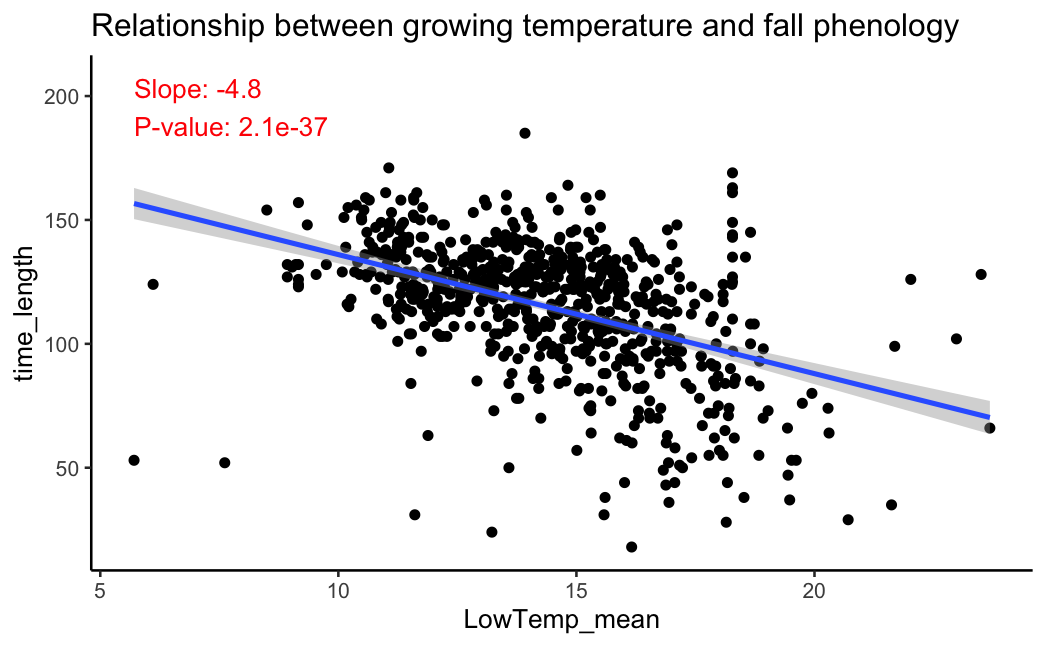 Relationship between growing temperature and fall phenology
Slope: -4.8
P-value: 2.1e-37
200
150
100
50
time_length
5 10 15 20
LowTemp_mean